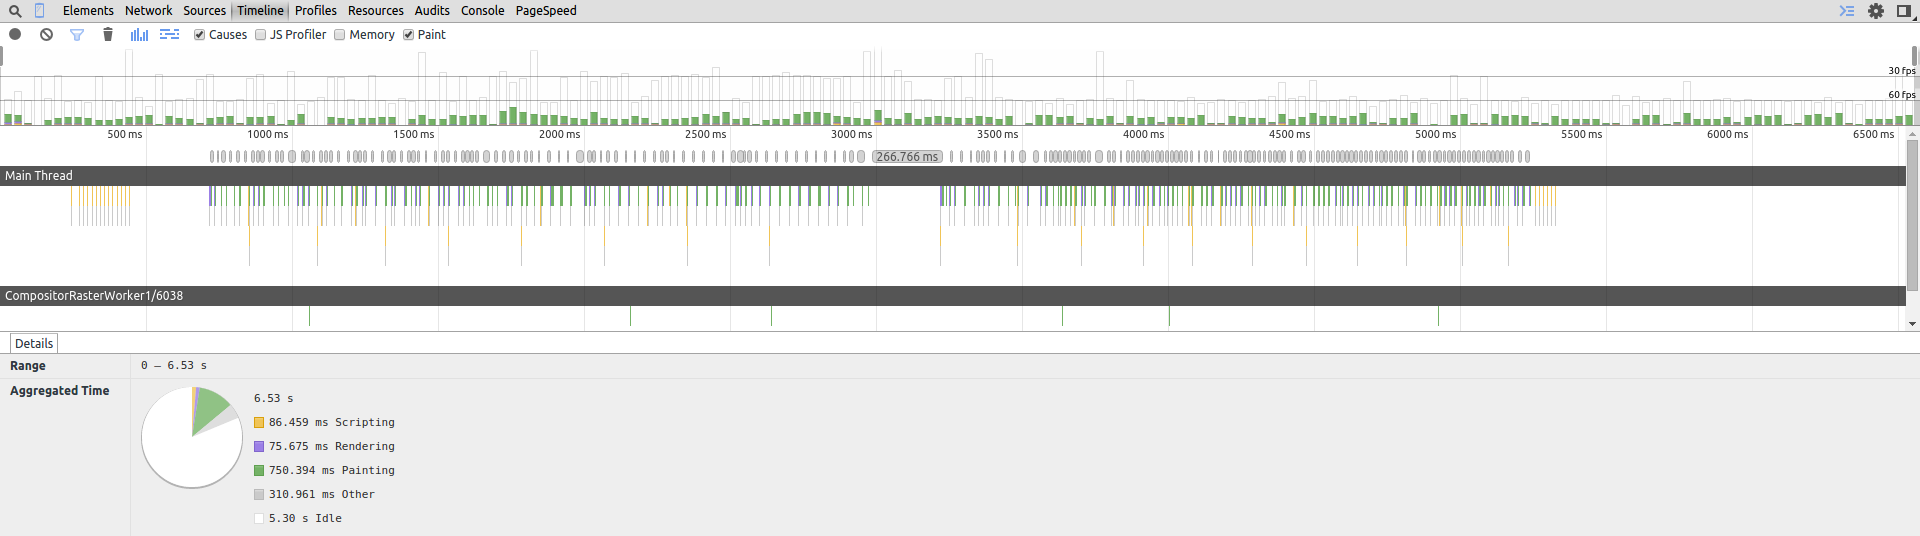 Elements Network Sources Timeline Profiles Resources Audits Console PageSpeed
Causes JS Profiler Memory Paint
30 fps
60 fps
500 ms 1000 ms 1500 ms 2000 ms 2500 ms 3000 ms 3500 ms 4000 ms 4500 ms 5000 ms 5500 ms 6000 ms 6500 ms
266.766 ms
Main Thread
CompositorRasterWorker1/6038
Details
Range 0 – 6.53 s
Aggregated Time
6.53 s
86.459 ms Scripting
75.675 ms Rendering
750.394 ms Painting
310.961 ms Other
5.30 s Idle